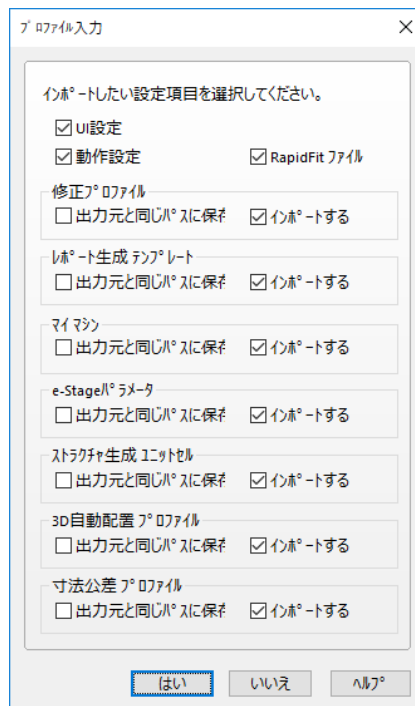 ﾌﾟﾛﾌｧｲﾙ入力
ｲﾝﾎﾟｰﾄしたい設定項目を選択してください。
UI設定
動作設定 RapidFit ﾌｧｲﾙ
修正ﾌﾟﾛﾌｧｲﾙ
出力元と同じﾊﾟｽに保存 ｲﾝﾎﾟｰﾄする
ﾚﾎﾟｰﾄ生成 ﾃﾝﾌﾟﾚｰﾄ
出力元と同じﾊﾟｽに保存 ｲﾝﾎﾟｰﾄする
ﾏｲ ﾏｼﾝ
出力元と同じﾊﾟｽに保存 ｲﾝﾎﾟｰﾄする
e-Stageﾊﾟﾗﾒｰﾀ
出力元と同じﾊﾟｽに保存 ｲﾝﾎﾟｰﾄする
ｽﾄﾗｸﾁｬ生成 ﾕﾆｯﾄｾﾙ
出力元と同じﾊﾟｽに保存 ｲﾝﾎﾟｰﾄする
3D自動配置 ﾌﾟﾛﾌｧｲﾙ
出力元と同じﾊﾟｽに保存 ｲﾝﾎﾟｰﾄする
寸法公差 ﾌﾟﾛﾌｧｲﾙ
出力元と同じﾊﾟｽに保存 ｲﾝﾎﾟｰﾄする
はい いいえ ﾍﾙﾌﾟ